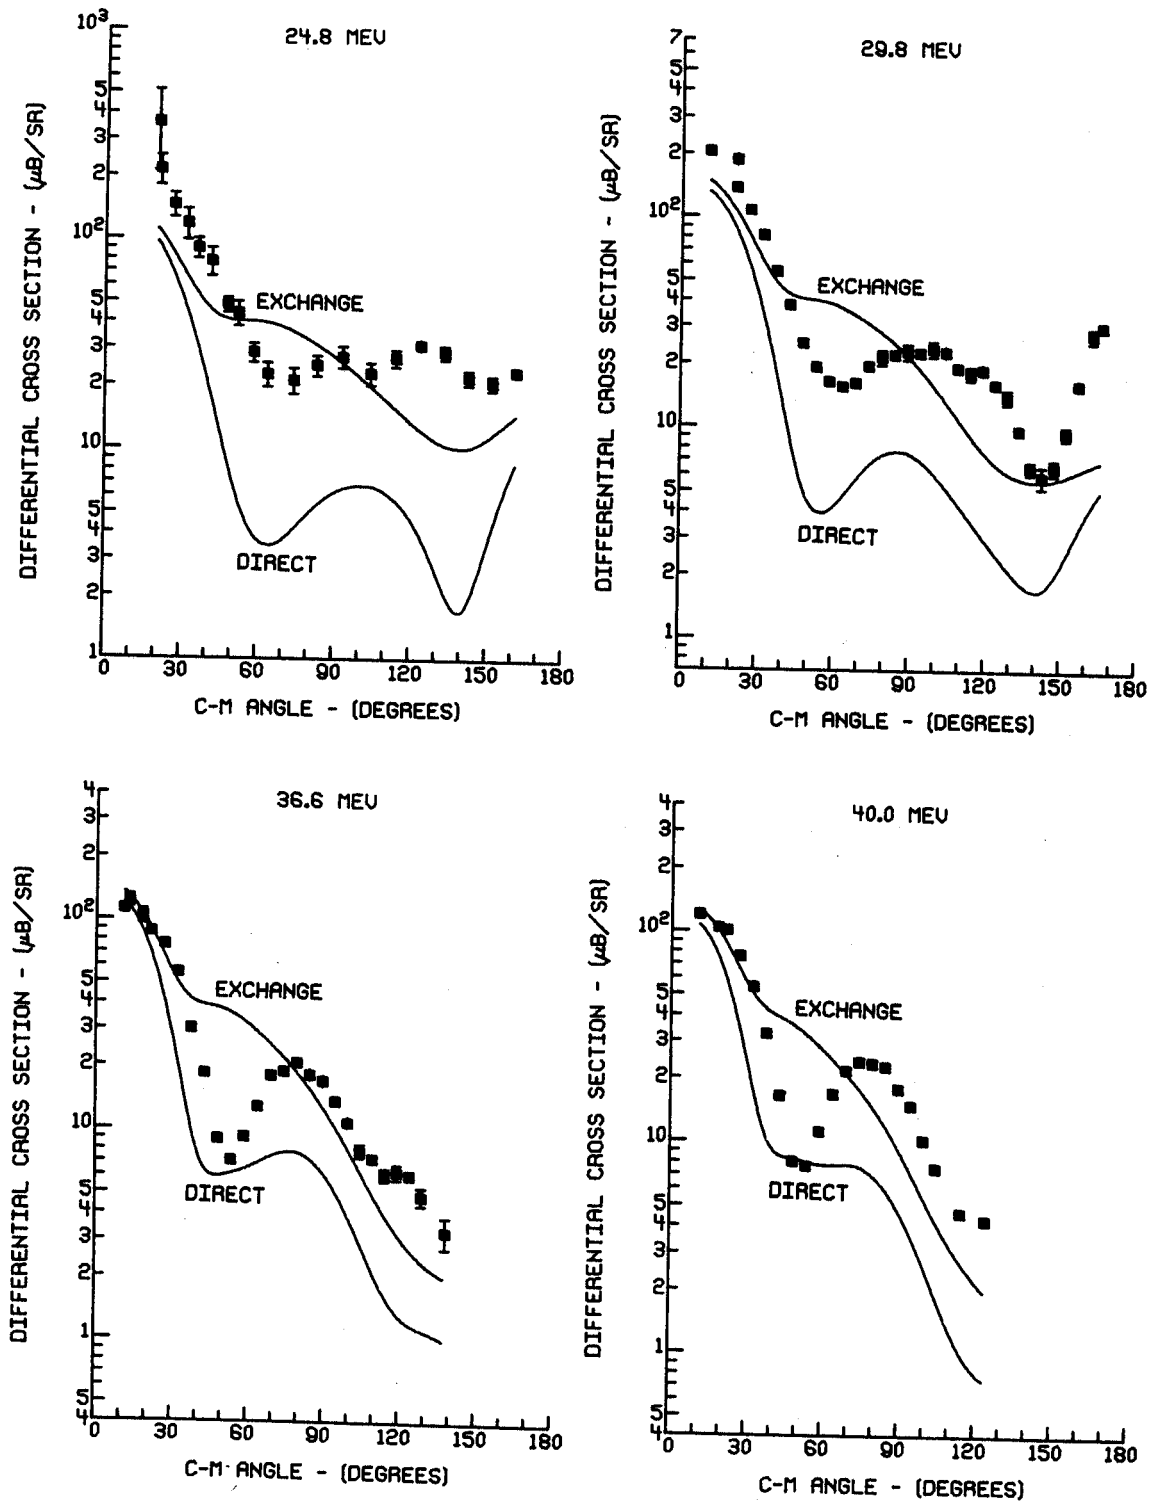 24.8 MEV
10³
5
4
3
2
10²
5
4
3
2
10
5
4
3
2
1
DIFFERENTIAL CROSS SECTION - (μB/SR)
EXCHANGE
DIRECT
0 30 60 90 120 150 180
C-M ANGLE - (DEGREES)
29.8 MEV
7
5
4
3
2
10²
5
4
3
2
10
5
4
3
2
1
DIFFERENTIAL CROSS SECTION - (μB/SR)
EXCHANGE
DIRECT
0 30 60 90 120 150 180
C-M ANGLE - (DEGREES)
36.6 MEV
4
3
2
10²
5
4
3
2
10
5
4
3
2
1
5
4
DIFFERENTIAL CROSS SECTION - (μB/SR)
EXCHANGE
DIRECT
0 30 60 90 120 150 180
C-M ANGLE - (DEGREES)
40.0 MEV
4
3
2
10²
5
4
3
2
10
5
4
3
2
1
5
4
DIFFERENTIAL CROSS SECTION - (μB/SR)
EXCHANGE
DIRECT
0 30 60 90 120 150 180
C-M ANGLE - (DEGREES)